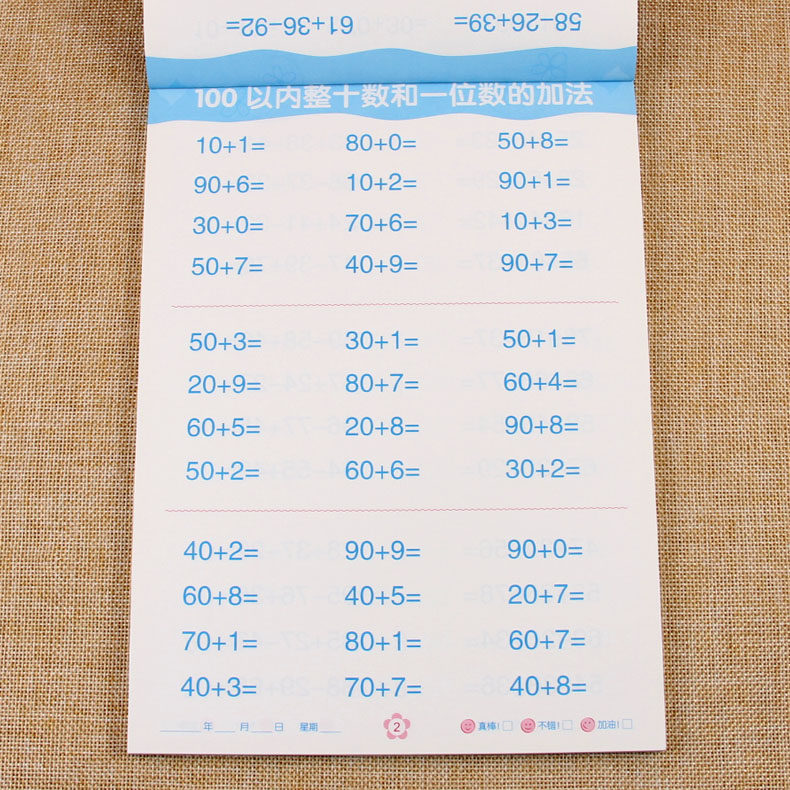 58-26+39=
61+36-92=
100 以内整十数和一位数的加法
10+1= 80+0= 50+8=
90+6= 10+2= 90+1=
30+0= 70+6= 10+3=
50+7= 40+9= 90+7=
50+3= 30+1= 50+1=
20+9= 80+7= 60+4=
60+5= 20+8= 90+8=
50+2= 60+6= 30+2=
40+2= 90+9= 90+0=
60+8= 40+5= 20+7=
70+1= 80+1= 60+7=
40+3= 70+7= 40+8=
年 月 日 星期 2 真棒! 不错! 加油!